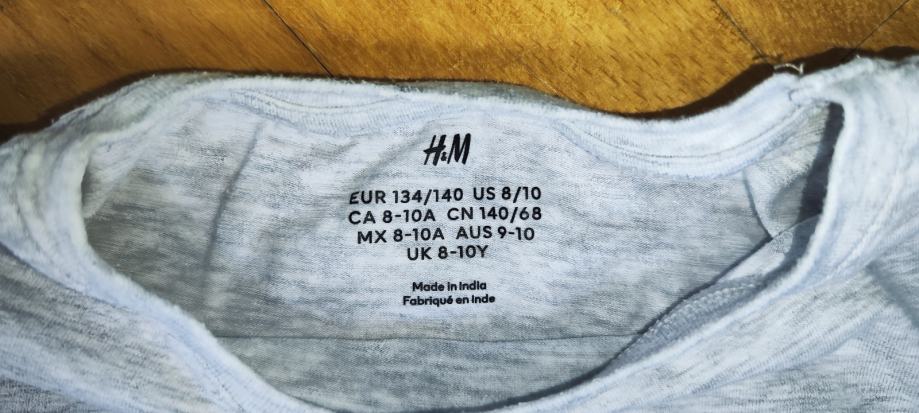 H&M
EUR 134/140 US 8/10
CA 8-10A CN 140/68
MX 8-10A AUS 9-10
UK 8-10Y
Made in India
Fabriqué en Inde